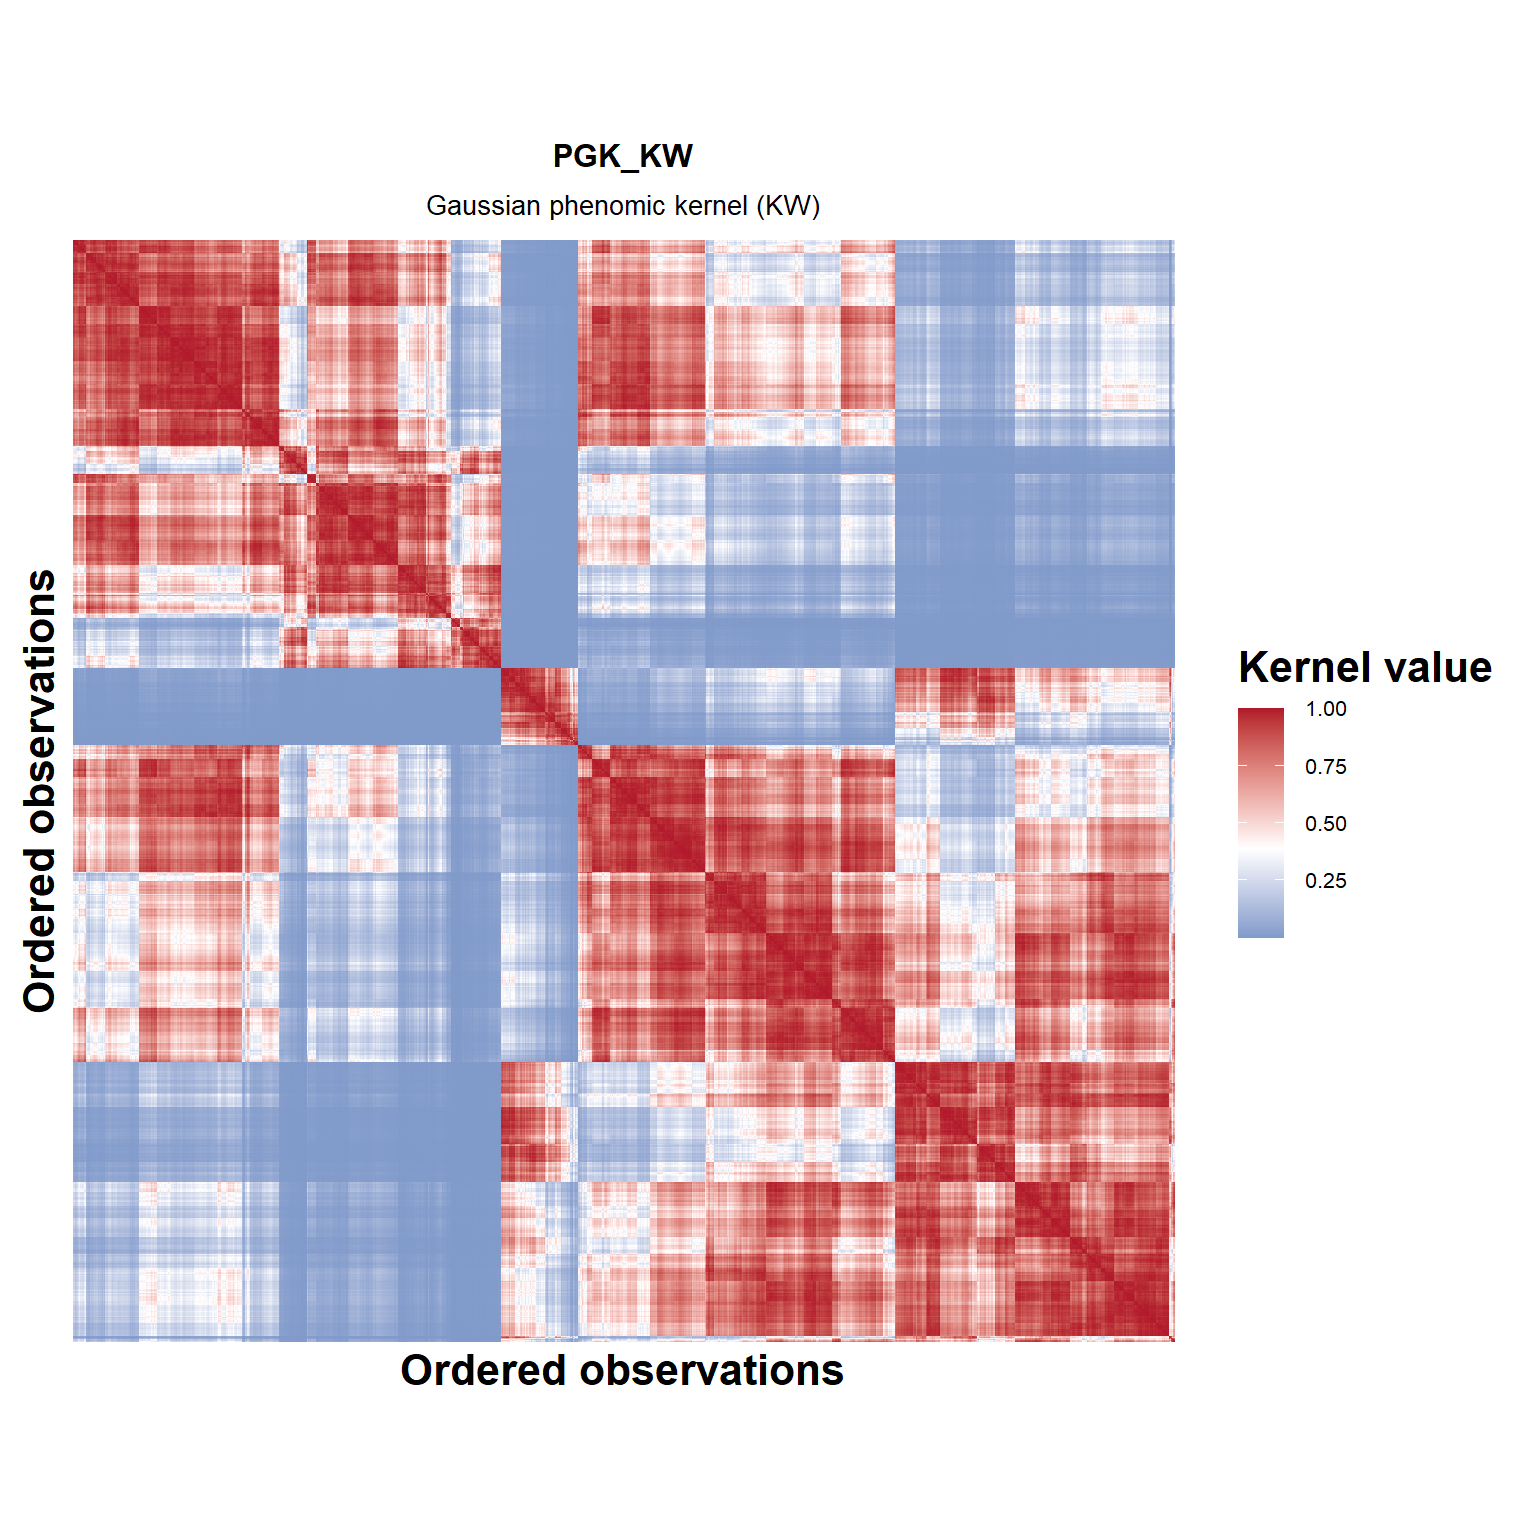 PGK_KW
Gaussian phenomic kernel (KW)
Ordered observations
Kernel value
1.00
0.75
0.50
0.25
Ordered observations